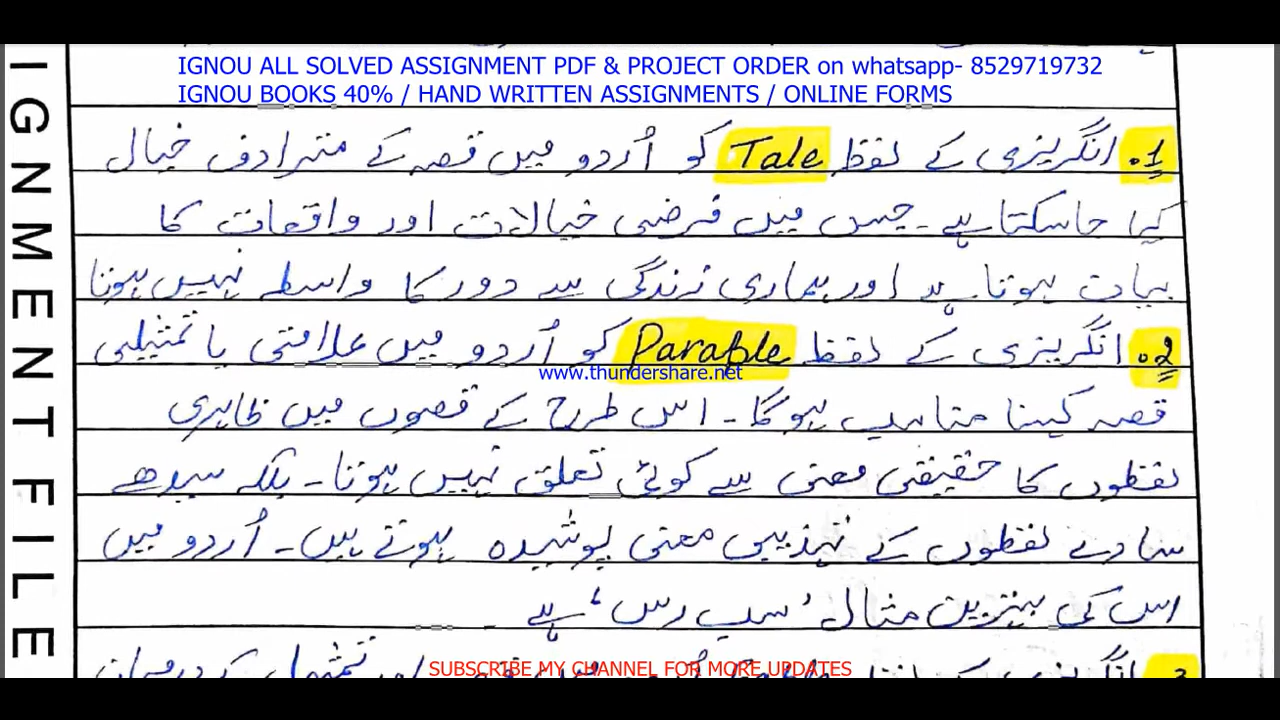 IGNOU ALL SOLVED ASSIGNMENT PDF & PROJECT ORDER on whatsapp- 8529719732
IGNOU BOOKS 40% / HAND WRITTEN ASSIGNMENTS / ONLINE FORMS
1. انگریزی کے لفظ Tale کو اُردو میں قصہ کے مترادف خیال
کیا جاسکتا ہے۔ جس میں فرضی خیالات اور واقعات کا
بیان ہوتا ہے اور ہماری زندگی سے دور کا واسطہ نہیں ہوتا
2. انگریزی کے لفظ Parable کو اُردو میں علامتی یا تمثیلی
www.thundershare.net
قصہ کہنا مناسب ہوگا۔ اس طرح کے قصوں میں ظاہری
لفظوں کا حقیقی معنی سے کوئی تعلق نہیں ہوتا۔ بلکہ سیدھے
سادے لفظوں کے تہذیبی معنی پوشیدہ ہوتے ہیں۔ اُردو میں
اس کی بہترین مثال ’سب رس‘ ہے
3. انگریزی کے لفظ
SUBSCRIBE MY CHANNEL FOR MORE UPDATES
IGNMENT FILE